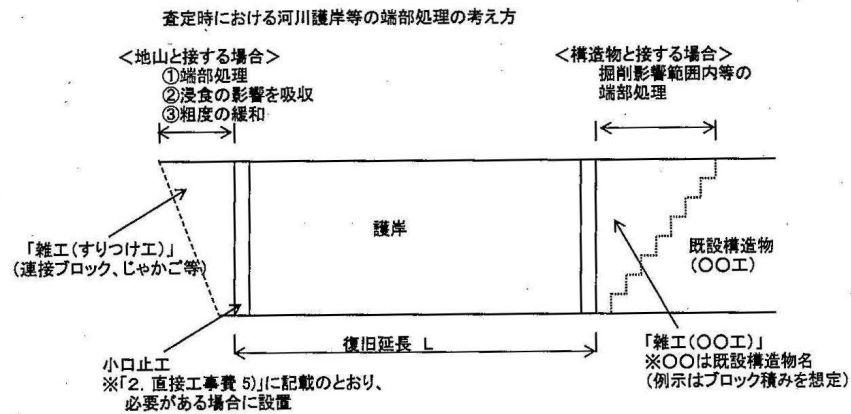 査定時における河川護岸等の端部処理の考え方
＜地山と接する場合＞
①端部処理
②浸食の影響を吸収
③粗度の緩和
＜構造物と接する場合＞
掘削影響範囲内等の
端部処理
護岸
「雑工(すりつけ工)」
(連接ブロック、じゃかご等)
既設構造物
(〇〇工)
復旧延長 L
小口止工
※「2. 直接工事費 5)」に記載のとおり、
必要がある場合に設置
「雑工(〇〇工)」
※〇〇は既設構造物名
(例示はブロック積みを想定)